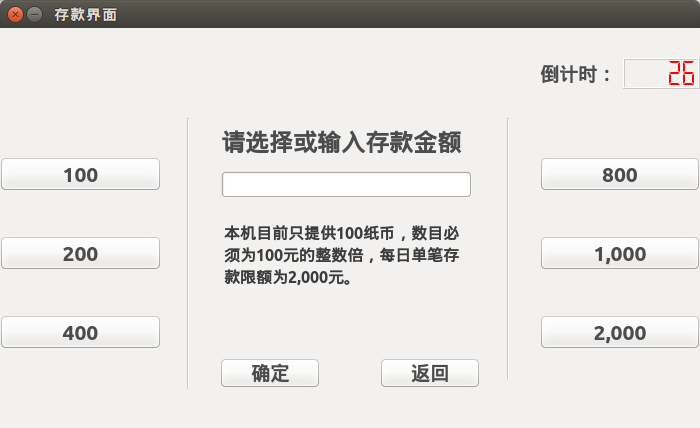 存款界面
倒计时：
26
请选择或输入存款金额
100
800
本机目前只提供100纸币，数目必
须为100元的整数倍，每日单笔存
款限额为2,000元。
200
1,000
400
2,000
确定
返回